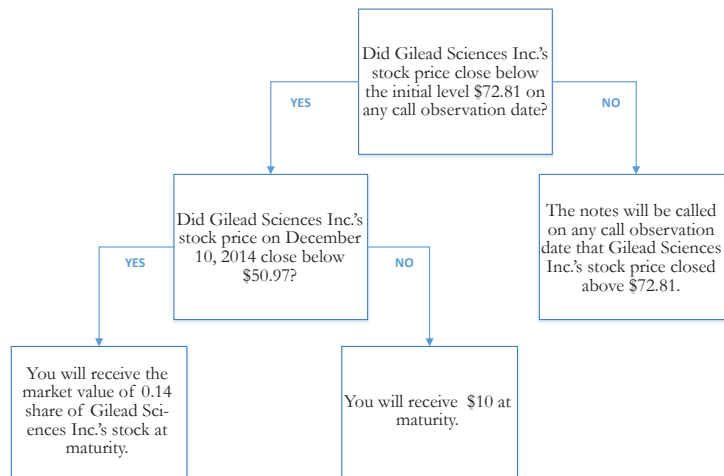 Did Gilead Sciences Inc.'s
stock price close below
the initial level $72.81 on
any call observation date?
YES
NO
Did Gilead Sciences Inc.'s
stock price on December
10, 2014 close below
$50.97?
The notes will be called
on any call observation
date that Gilead Sciences
Inc.'s stock price closed
above $72.81.
YES
NO
You will receive the
market value of 0.14
share of Gilead Sci-
ences Inc.'s stock at
maturity.
You will receive $10 at
maturity.